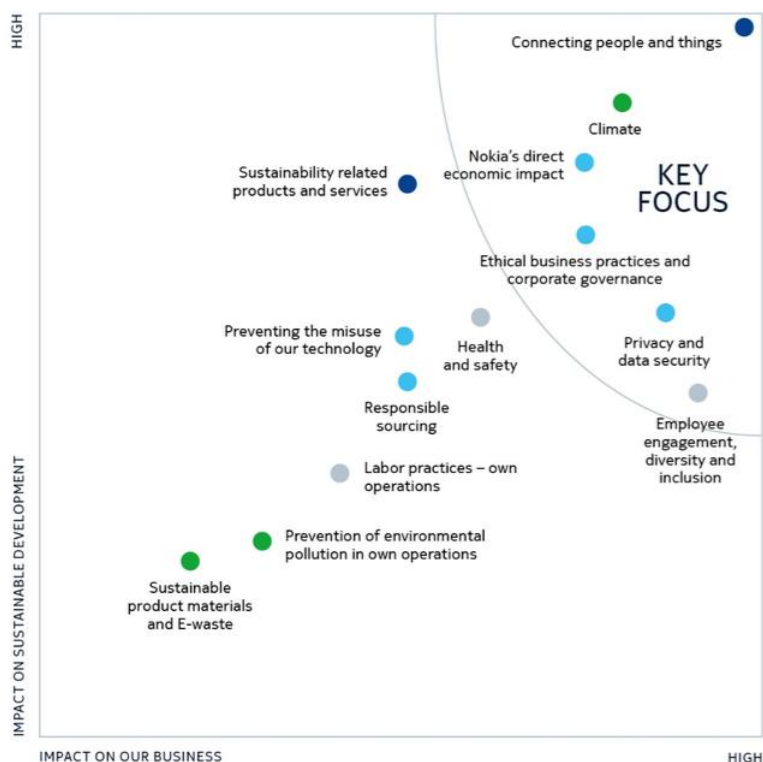 HIGH
Connecting people and things
Climate
Nokia's direct
economic impact
Sustainability related
products and services
KEY
FOCUS
Ethical business practices and
corporate governance
Preventing the misuse
of our technology
Health
and safety
Privacy and
data security
Responsible
sourcing
Employee
engagement,
diversity and
inclusion
Labor practices – own
operations
Prevention of environmental
pollution in own operations
Sustainable
product materials
and E-waste
IMPACT ON SUSTAINABLE DEVELOPMENT
IMPACT ON OUR BUSINESS
HIGH